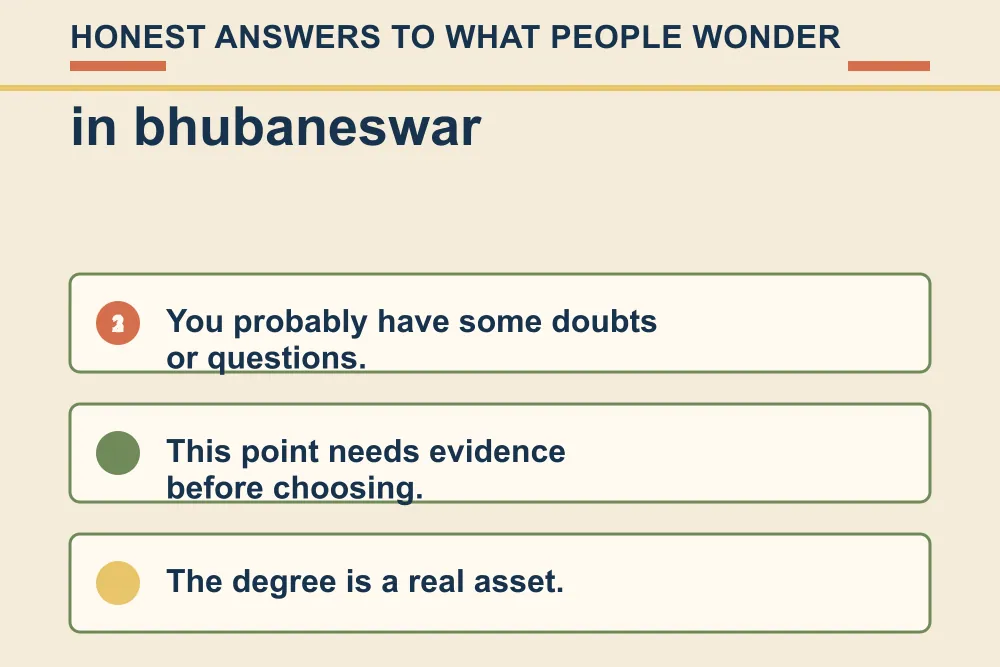 HONEST ANSWERS TO WHAT PEOPLE WONDER
in bhubaneswar
You probably have some doubts
or questions.
This point needs evidence
before choosing.
The degree is a real asset.